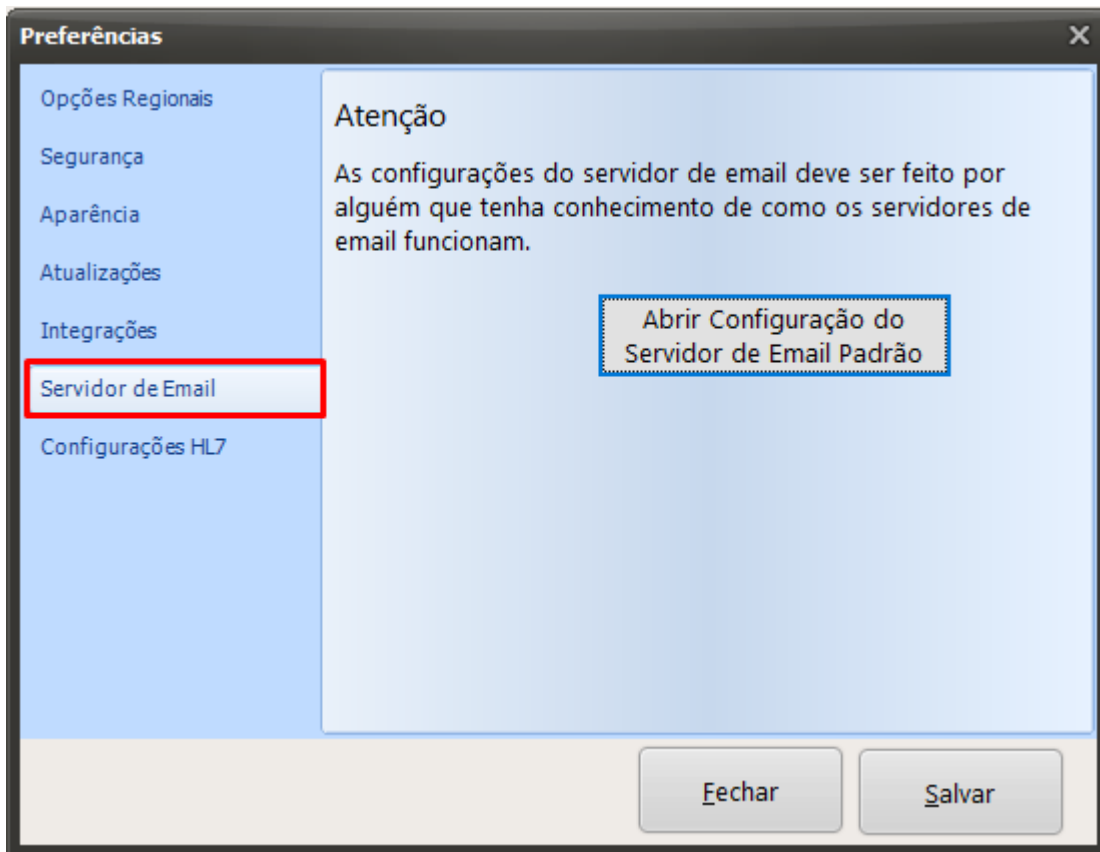 Preferências
Opções Regionais
Segurança
Aparência
Atualizações
Integrações
Servidor de Email
Configurações HL7
Atenção
As configurações do servidor de email deve ser feito por
alguém que tenha conhecimento de como os servidores de
email funcionam.
Abrir Configuração do
Servidor de Email Padrão
Fechar
Salvar